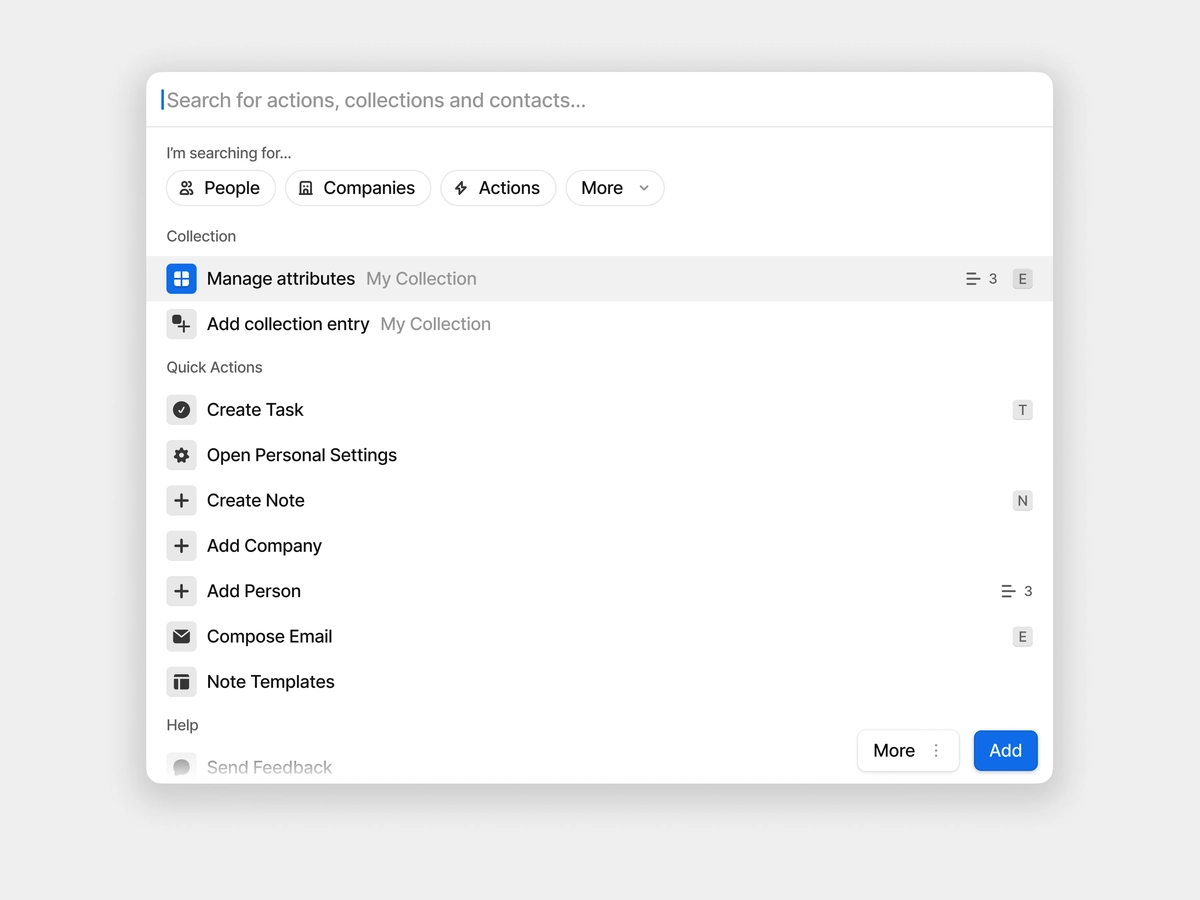 Search for actions, collections and contacts...
I'm searching for...
People Companies Actions More
Collection
Manage attributes My Collection 3 E
Add collection entry My Collection
Quick Actions
Create Task T
Open Personal Settings
Create Note N
Add Company
Add Person 3
Compose Email E
Note Templates
Help
More Add
Send Feedback